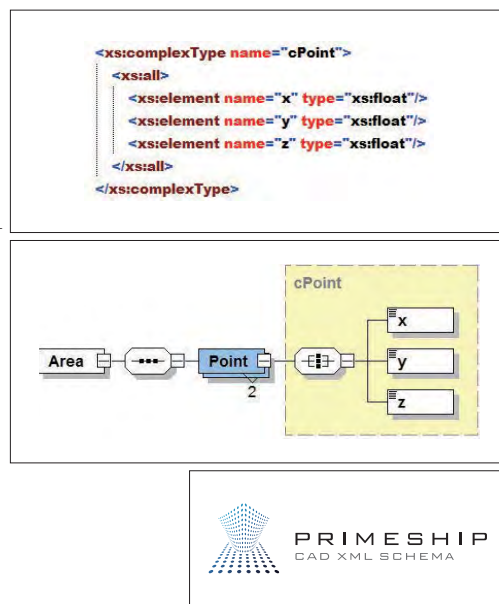 <xs:complexType name="cPoint">
<xs:all>
<xs:element name="x" type="xs:float"/>
<xs:element name="y" type="xs:float"/>
<xs:element name="z" type="xs:float"/>
</xs:all>
</xs:complexType>
cPoint
Area
Point
2
x
y
z
PRIMESHIP
CAD XML SCHEMA